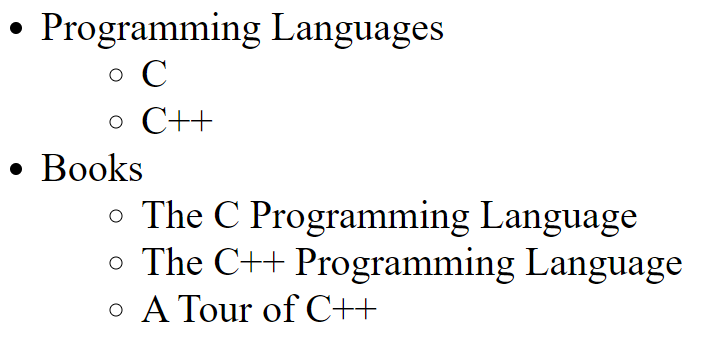 • Programming Languages
◦ C
◦ C++
• Books
◦ The C Programming Language
◦ The C++ Programming Language
◦ A Tour of C++